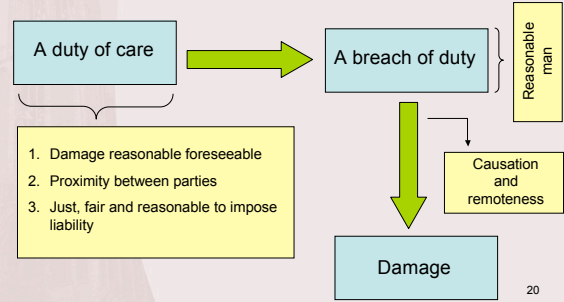 A duty of care
A breach of duty
Reasonable
man
1. Damage reasonable foreseeable
2. Proximity between parties
3. Just, fair and reasonable to impose
liability
Causation
and
remoteness
Damage
20